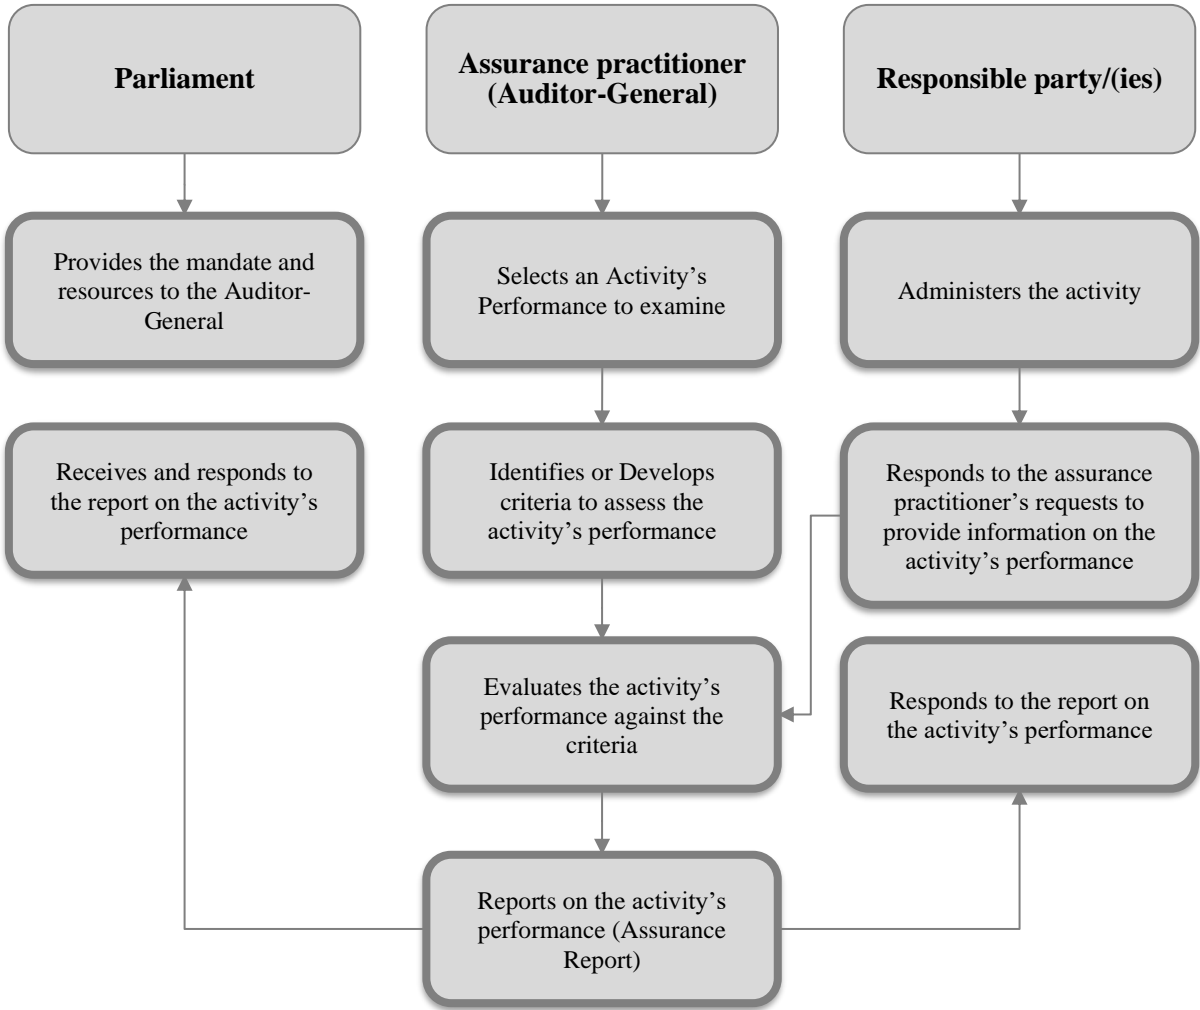 Parliament
Assurance practitioner
(Auditor-General)
Responsible party/(ies)
Provides the mandate and
resources to the Auditor-
General
Selects an Activity’s
Performance to examine
Administers the activity
Receives and responds to
the report on the activity’s
performance
Identifies or Develops
criteria to assess the
activity’s performance
Responds to the assurance
practitioner’s requests to
provide information on the
activity’s performance
Evaluates the activity’s
performance against the
criteria
Responds to the report on
the activity’s performance
Reports on the activity’s
performance (Assurance
Report)